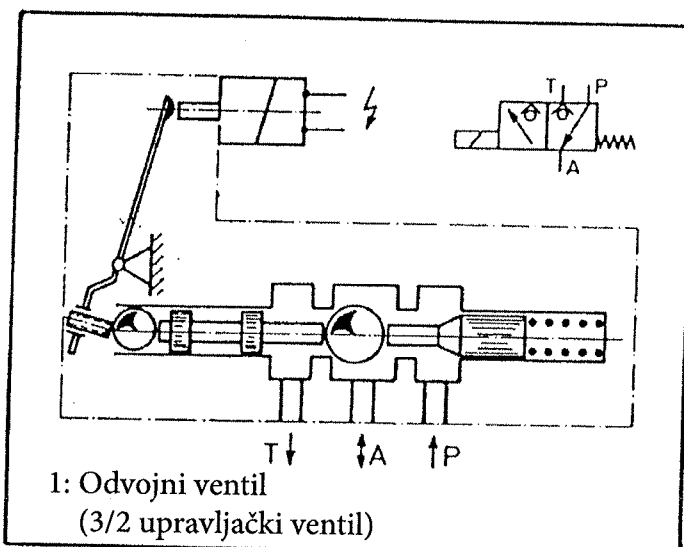 T P
A
T A P
1: Odvojni ventil
(3/2 upravljački ventil)